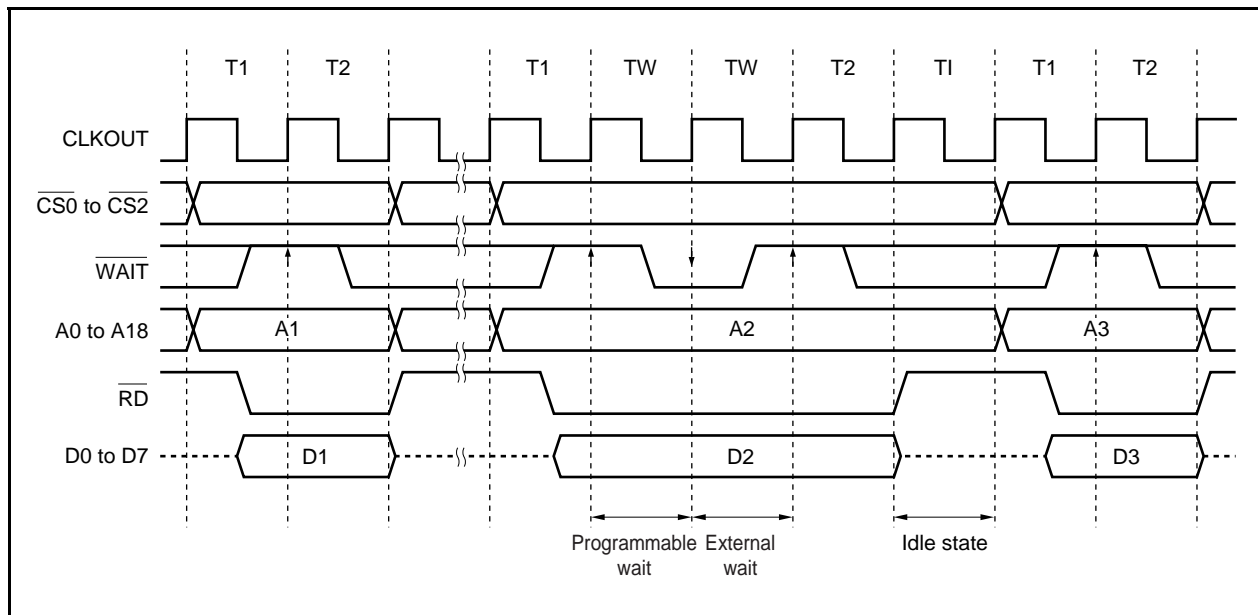 T1 T2 T1 TW TW T2 TI T1 T2
CLKOUT
CS0 to CS2
WAIT
A0 to A18 A1 A2 A3
RD
D0 to D7 D1 D2 D3
Programmable wait
External wait
Idle state